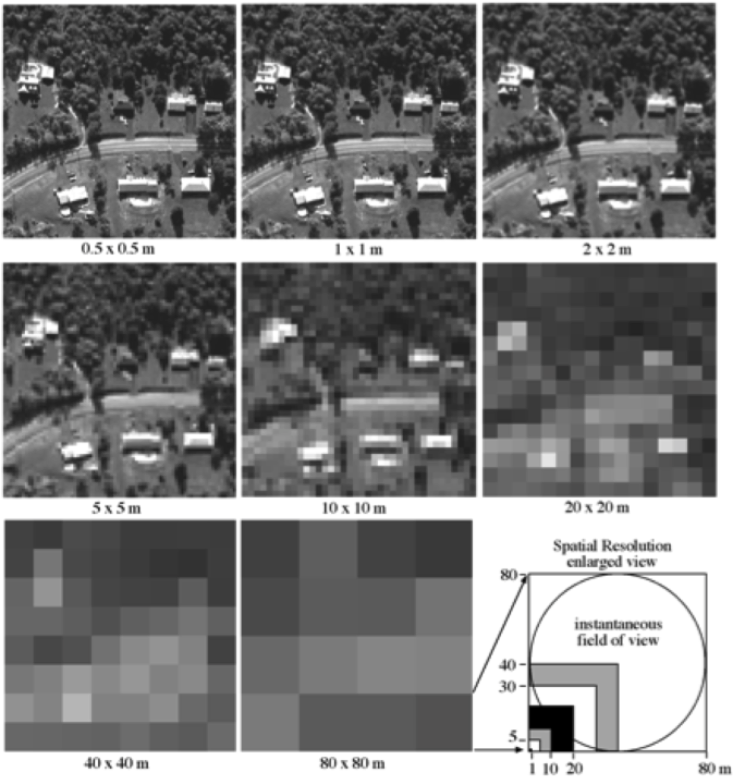 0.5 x 0.5 m
1 x 1 m
2 x 2 m
5 x 5 m
10 x 10 m
20 x 20 m
40 x 40 m
80 x 80 m
Spatial Resolution
enlarged view
80
instantaneous
field of view
40
30
5
1 10 20 80 m